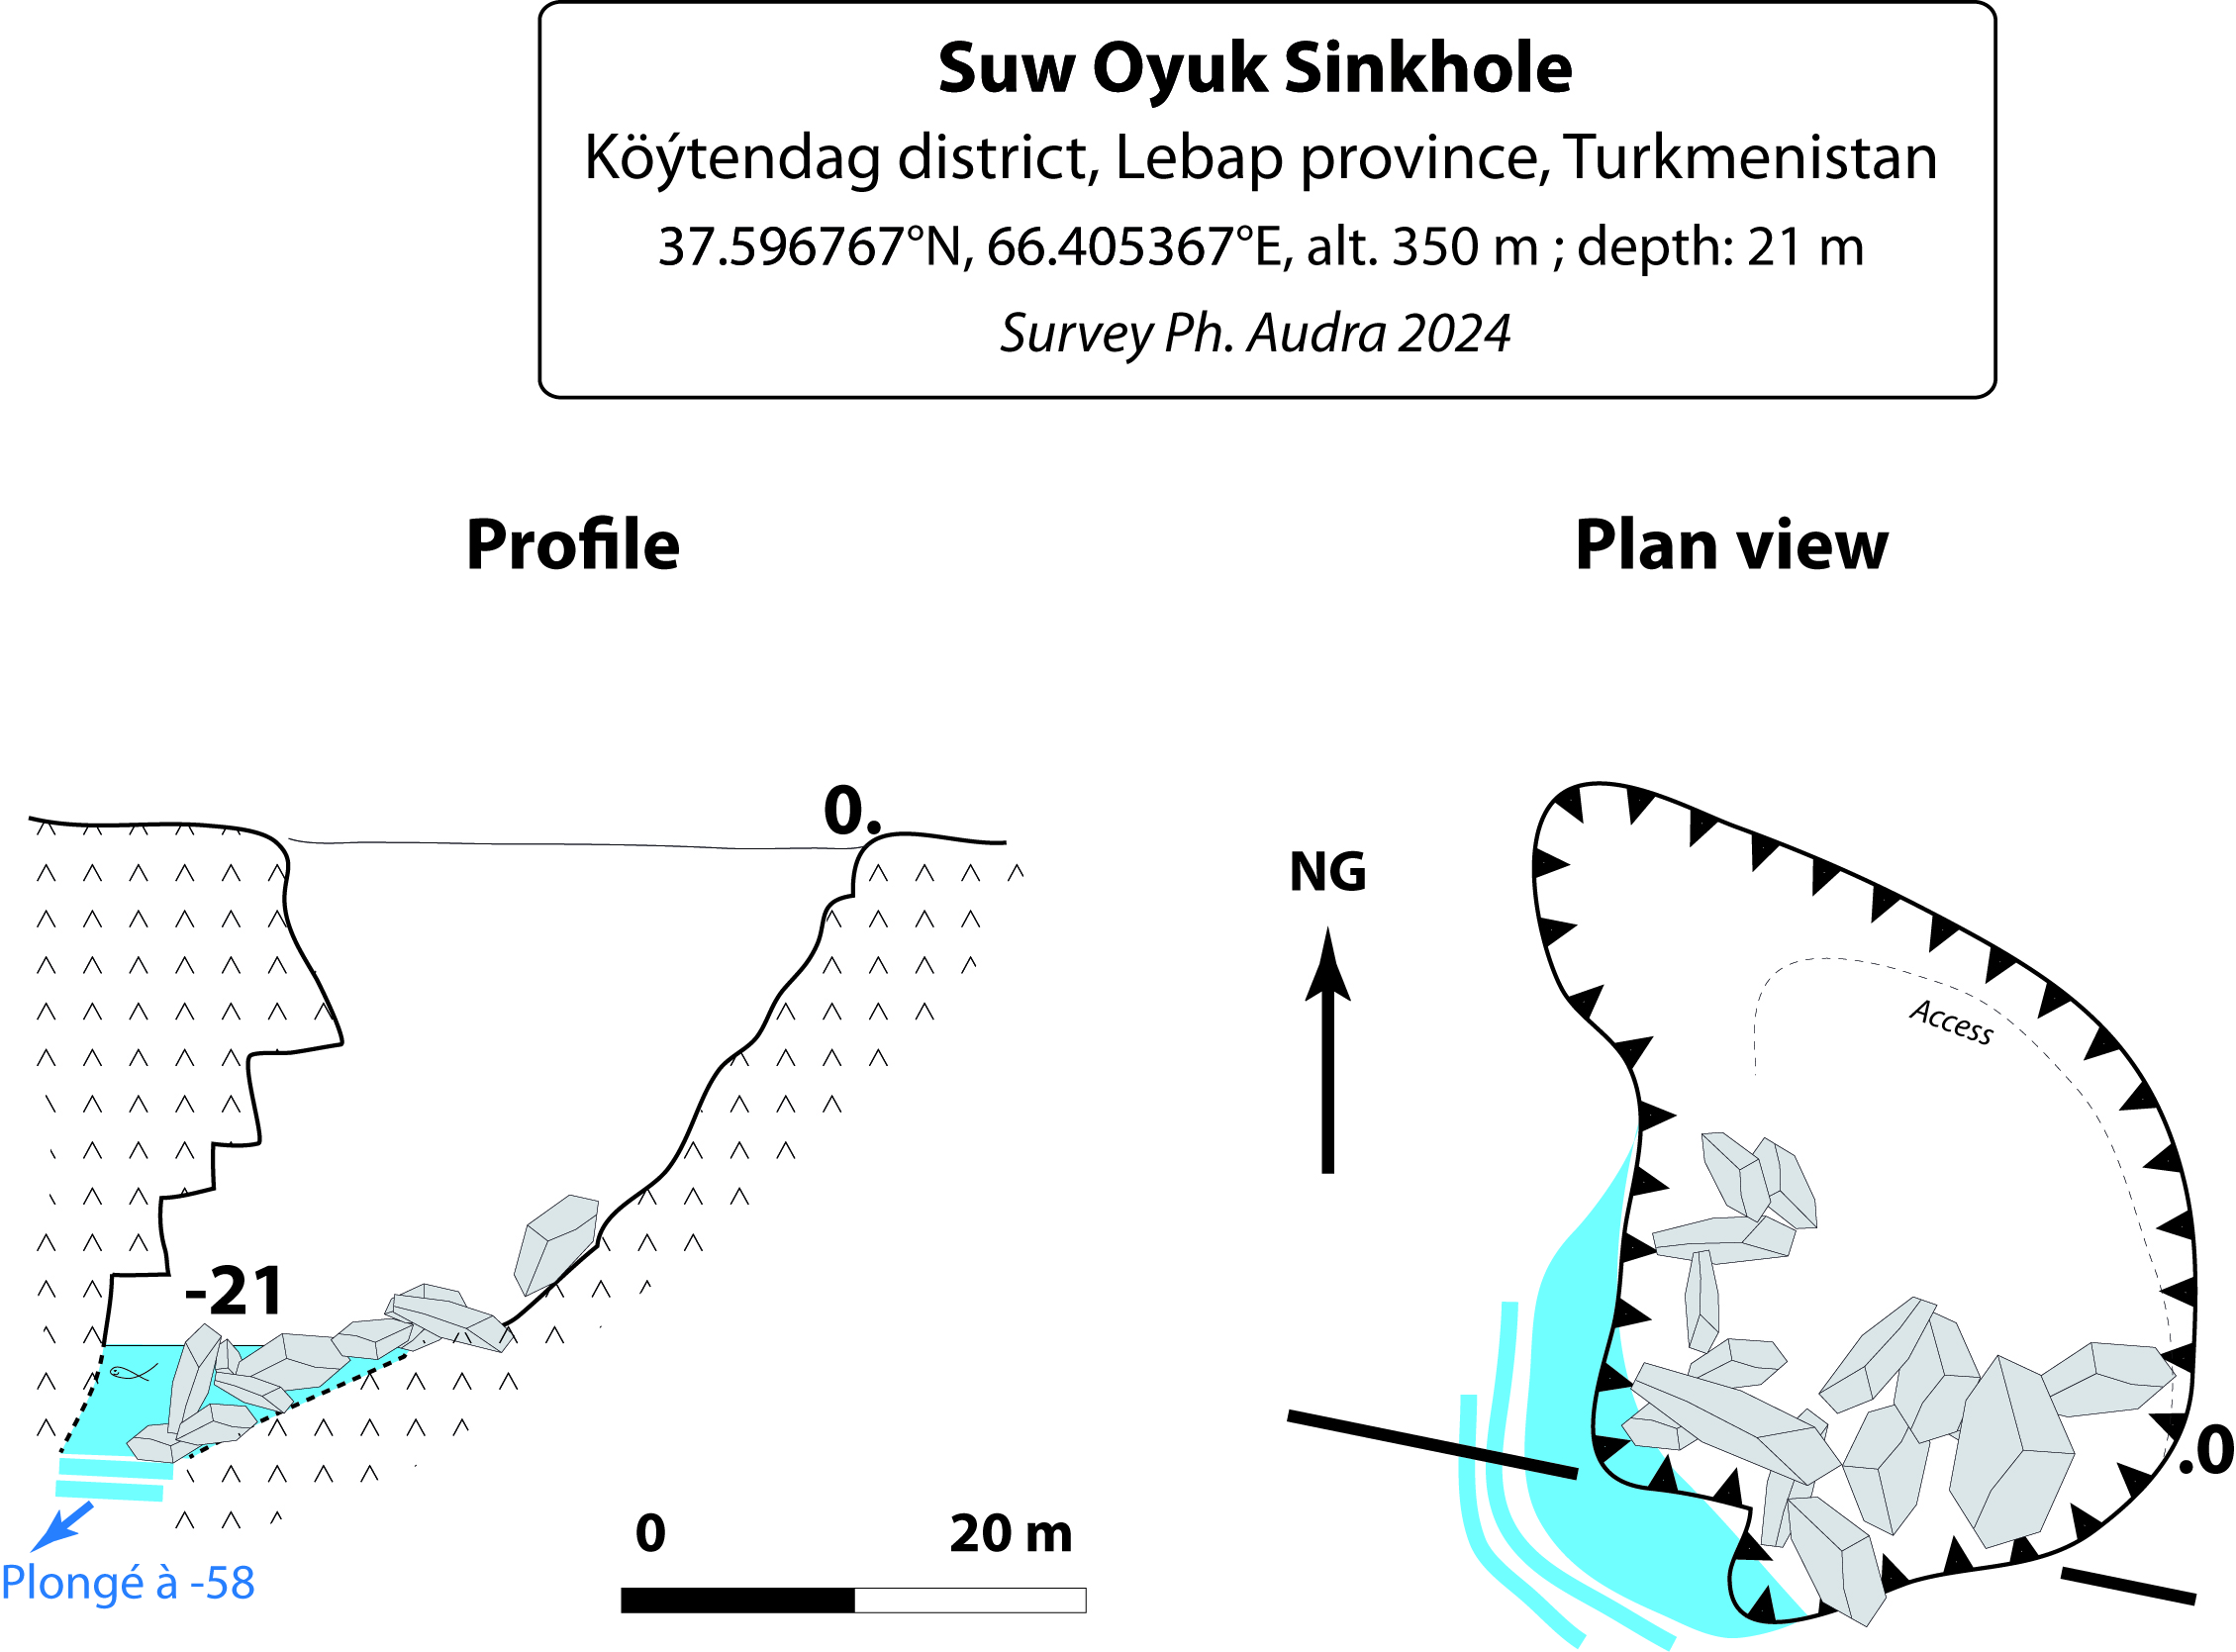 Suw Oyuk Sinkhole
Köýtendag district, Lebap province, Turkmenistan
37.596767°N, 66.405367°E, alt. 350 m ; depth: 21 m
Survey Ph. Audra 2024
Profile
Plan view
0.
NG
Access
-21
.0
0
20 m
Plongé à -58